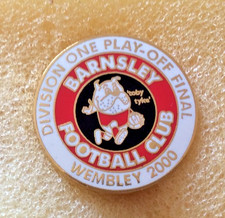 DIVISION ONE PLAY-OFF FINAL
BARNSLEY
'toby
tyke'
FOOTBALL CLUB
WEMBLEY 2000